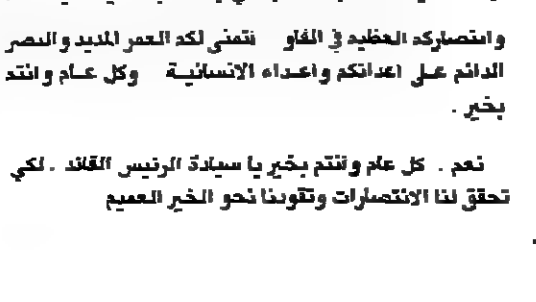 وانتصاركم العظيم في الفاو نتمنى لكم العمر المديد والنصر
الدائم على اعدائكم واعداء الانسانية وكل عام وانتم
بخير .
نعم . كل عام وانتم بخير يا سيادة الرئيس القائد . لكي
تحقق لنا الانتصارات وتقودنا نحو الخير العميم